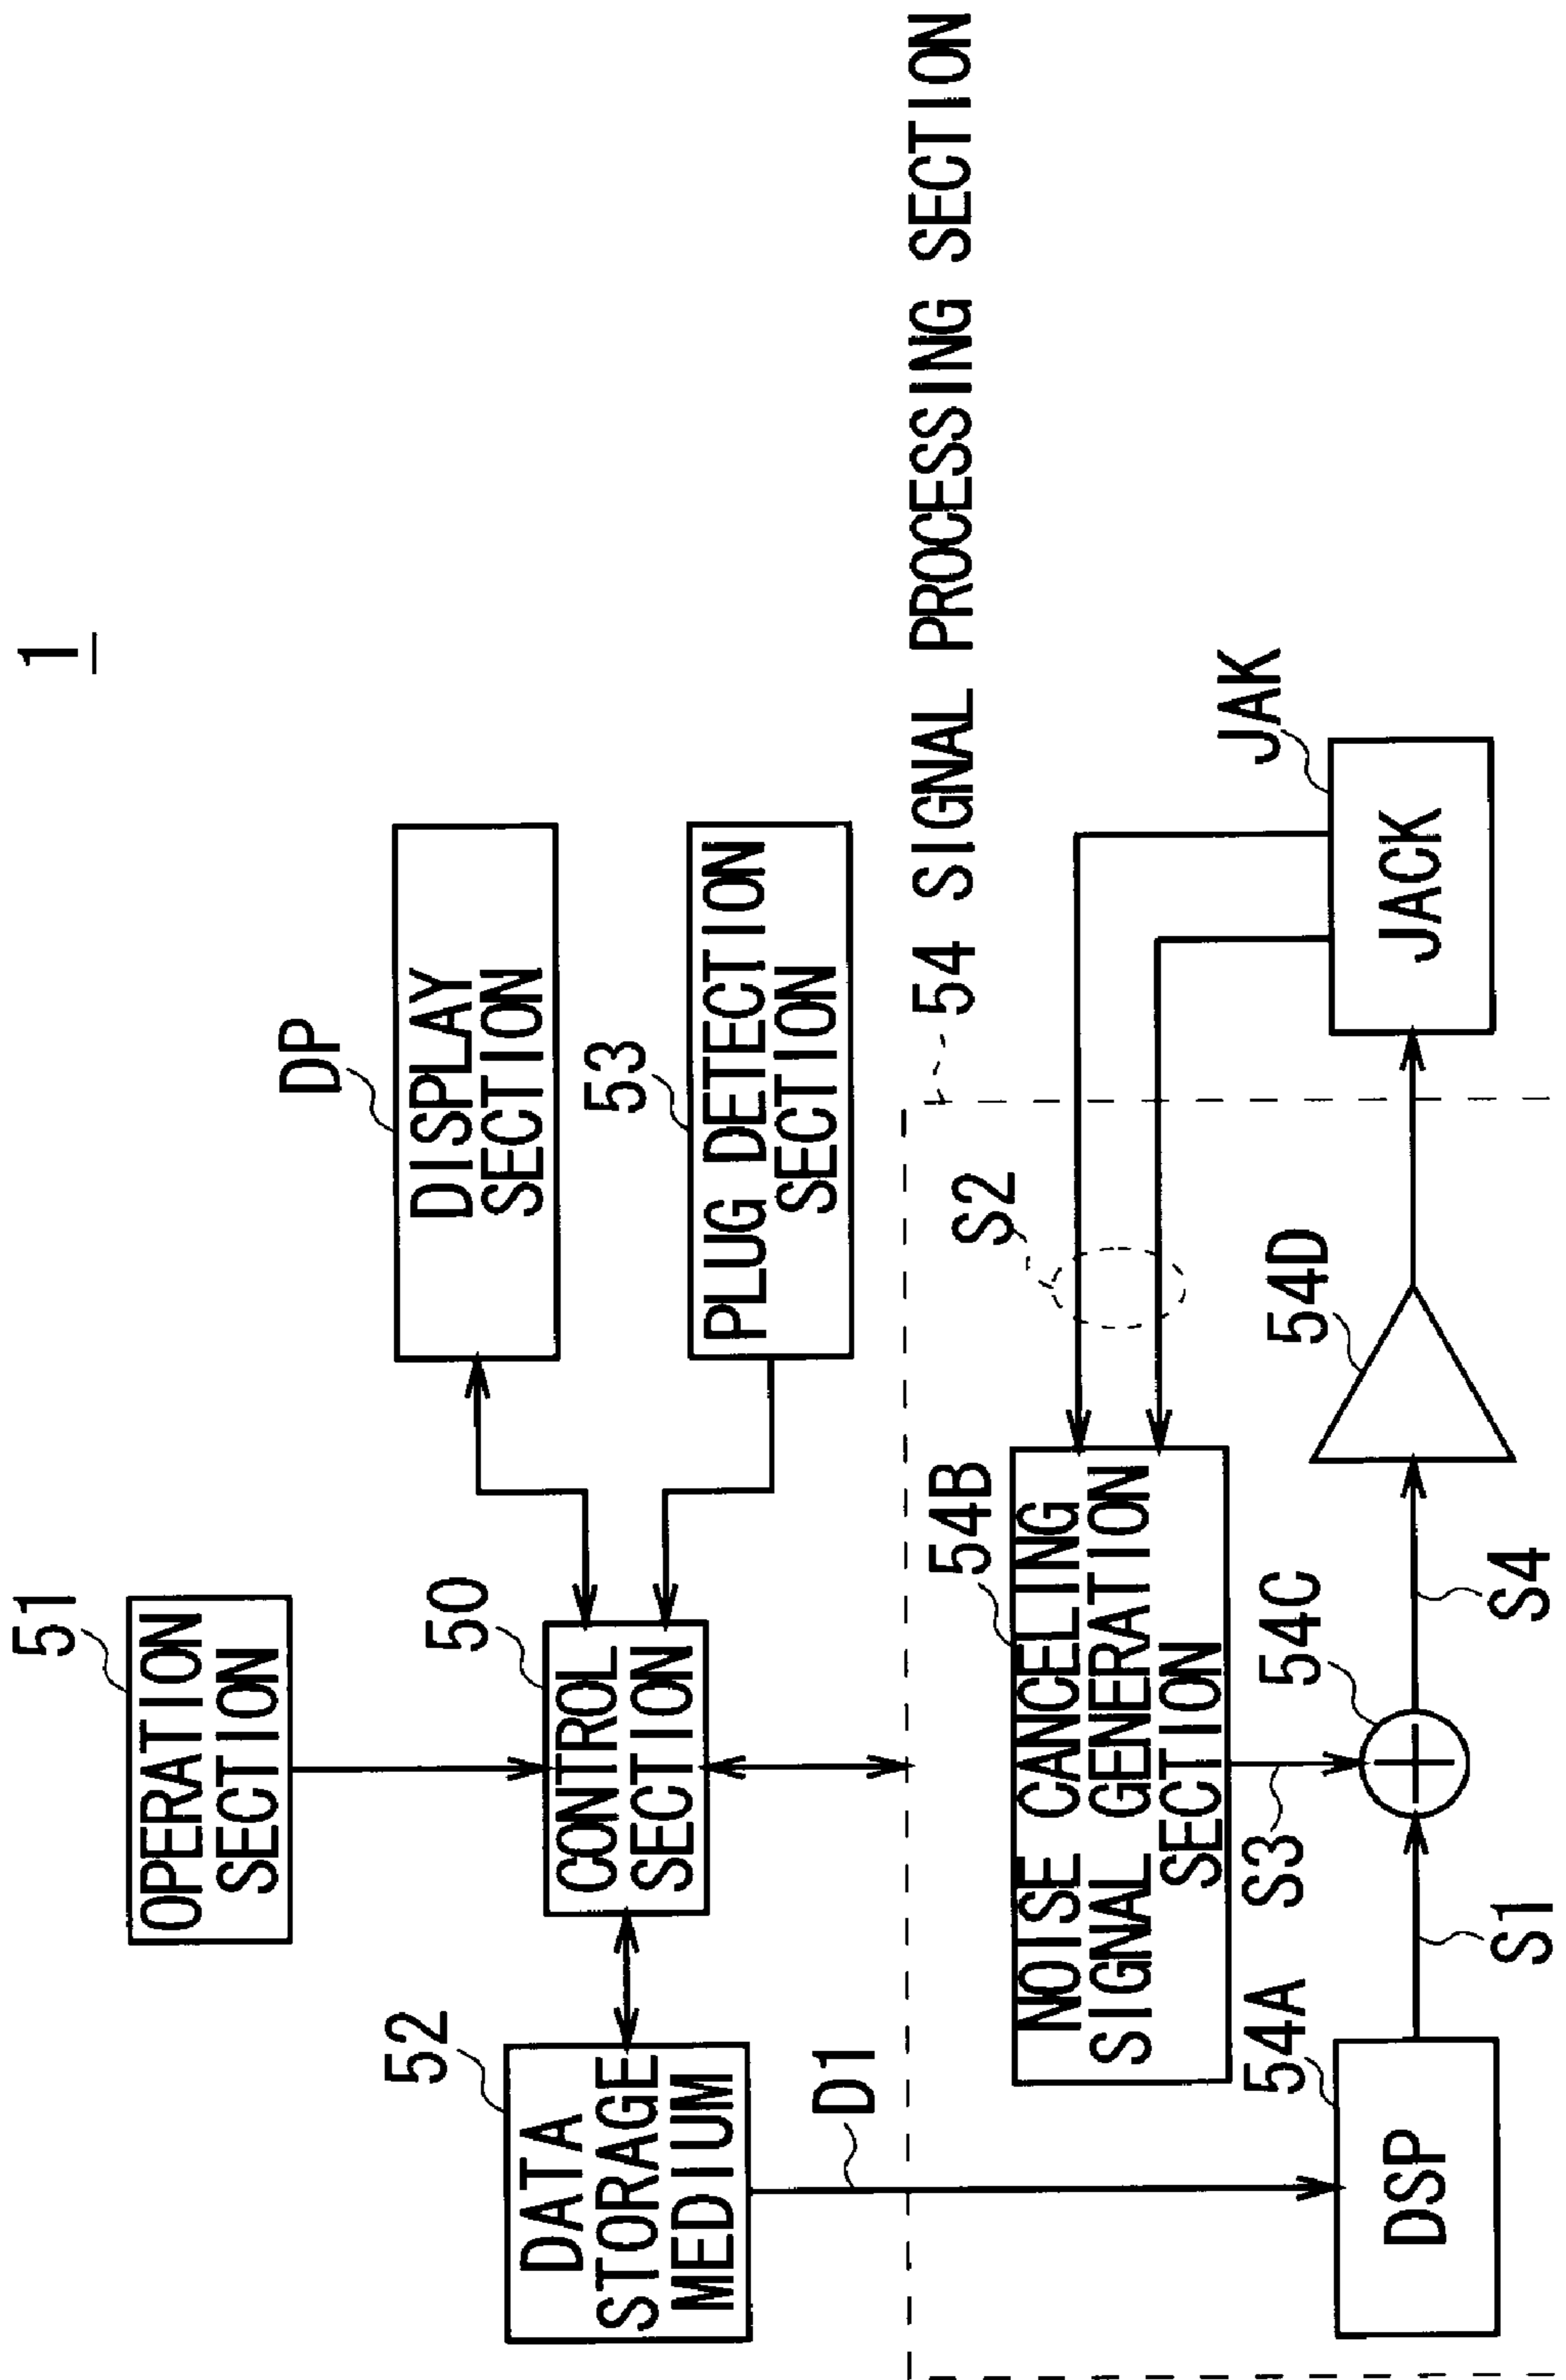 1
51
OPERATION
SECTION
52
DATA
STORAGE
MEDIUM
50
CONTROL
SECTION
DP
DISPLAY
SECTION
53
PLUG DETECTION
SECTION
D1
54 SIGNAL PROCESSING SECTION
54B
NOISE CANCELING
SIGNAL GENERATION
SECTION
S2
54A
DSP
S1
S3
54C
S4
54D
JAK
JACK